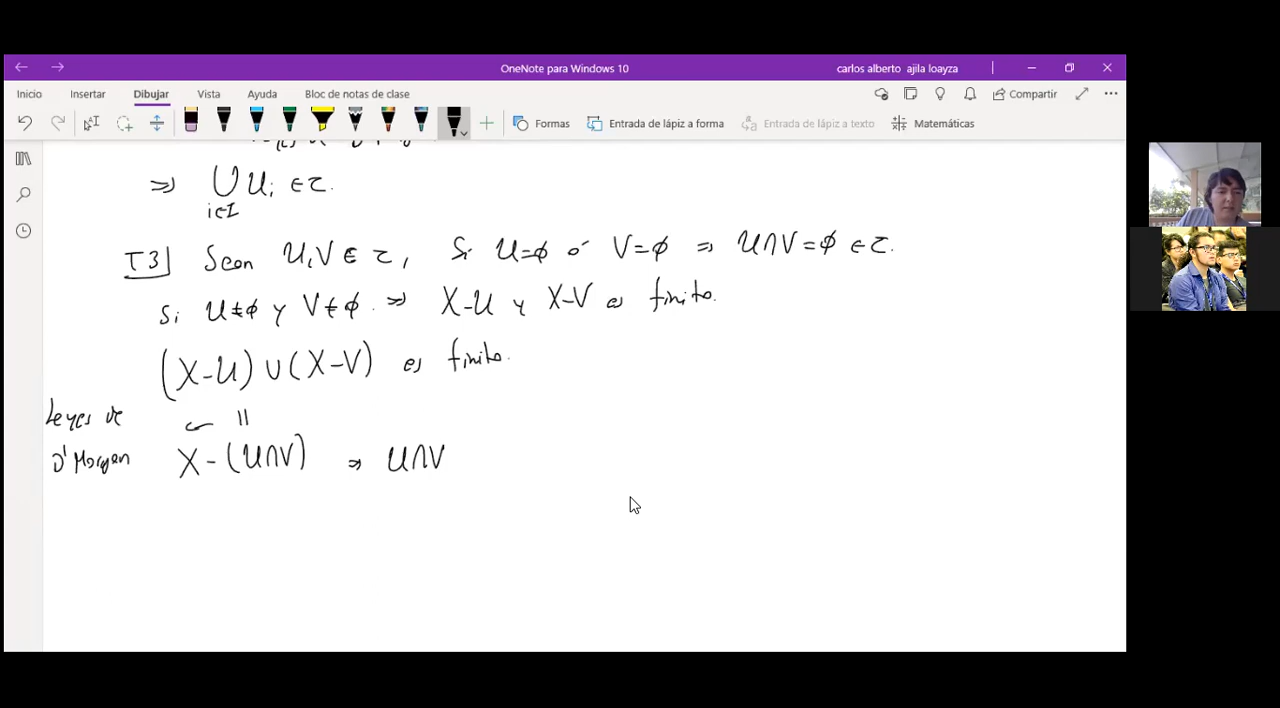 OneNote para Windows 10
carlos alberto ajila loayza
Inicio Insertar Dibujar Vista Ayuda Bloc de notas de clase
Compartir
Formas Entrada de lápiz a forma Entrada de lápiz a texto Matemáticas
=> ⋃ Uᵢ ∈ τ.
i∈I
T3] Sean U,V ∈ τ, Si U=ϕ ó V=ϕ => U∩V=ϕ ∈ τ.
Si U≠ϕ y V≠ϕ. => X-U y X-V es finito.
(X-U)∪(X-V) es finito.
Leyes de
D'Morgan X-(U∩V) => U∩V